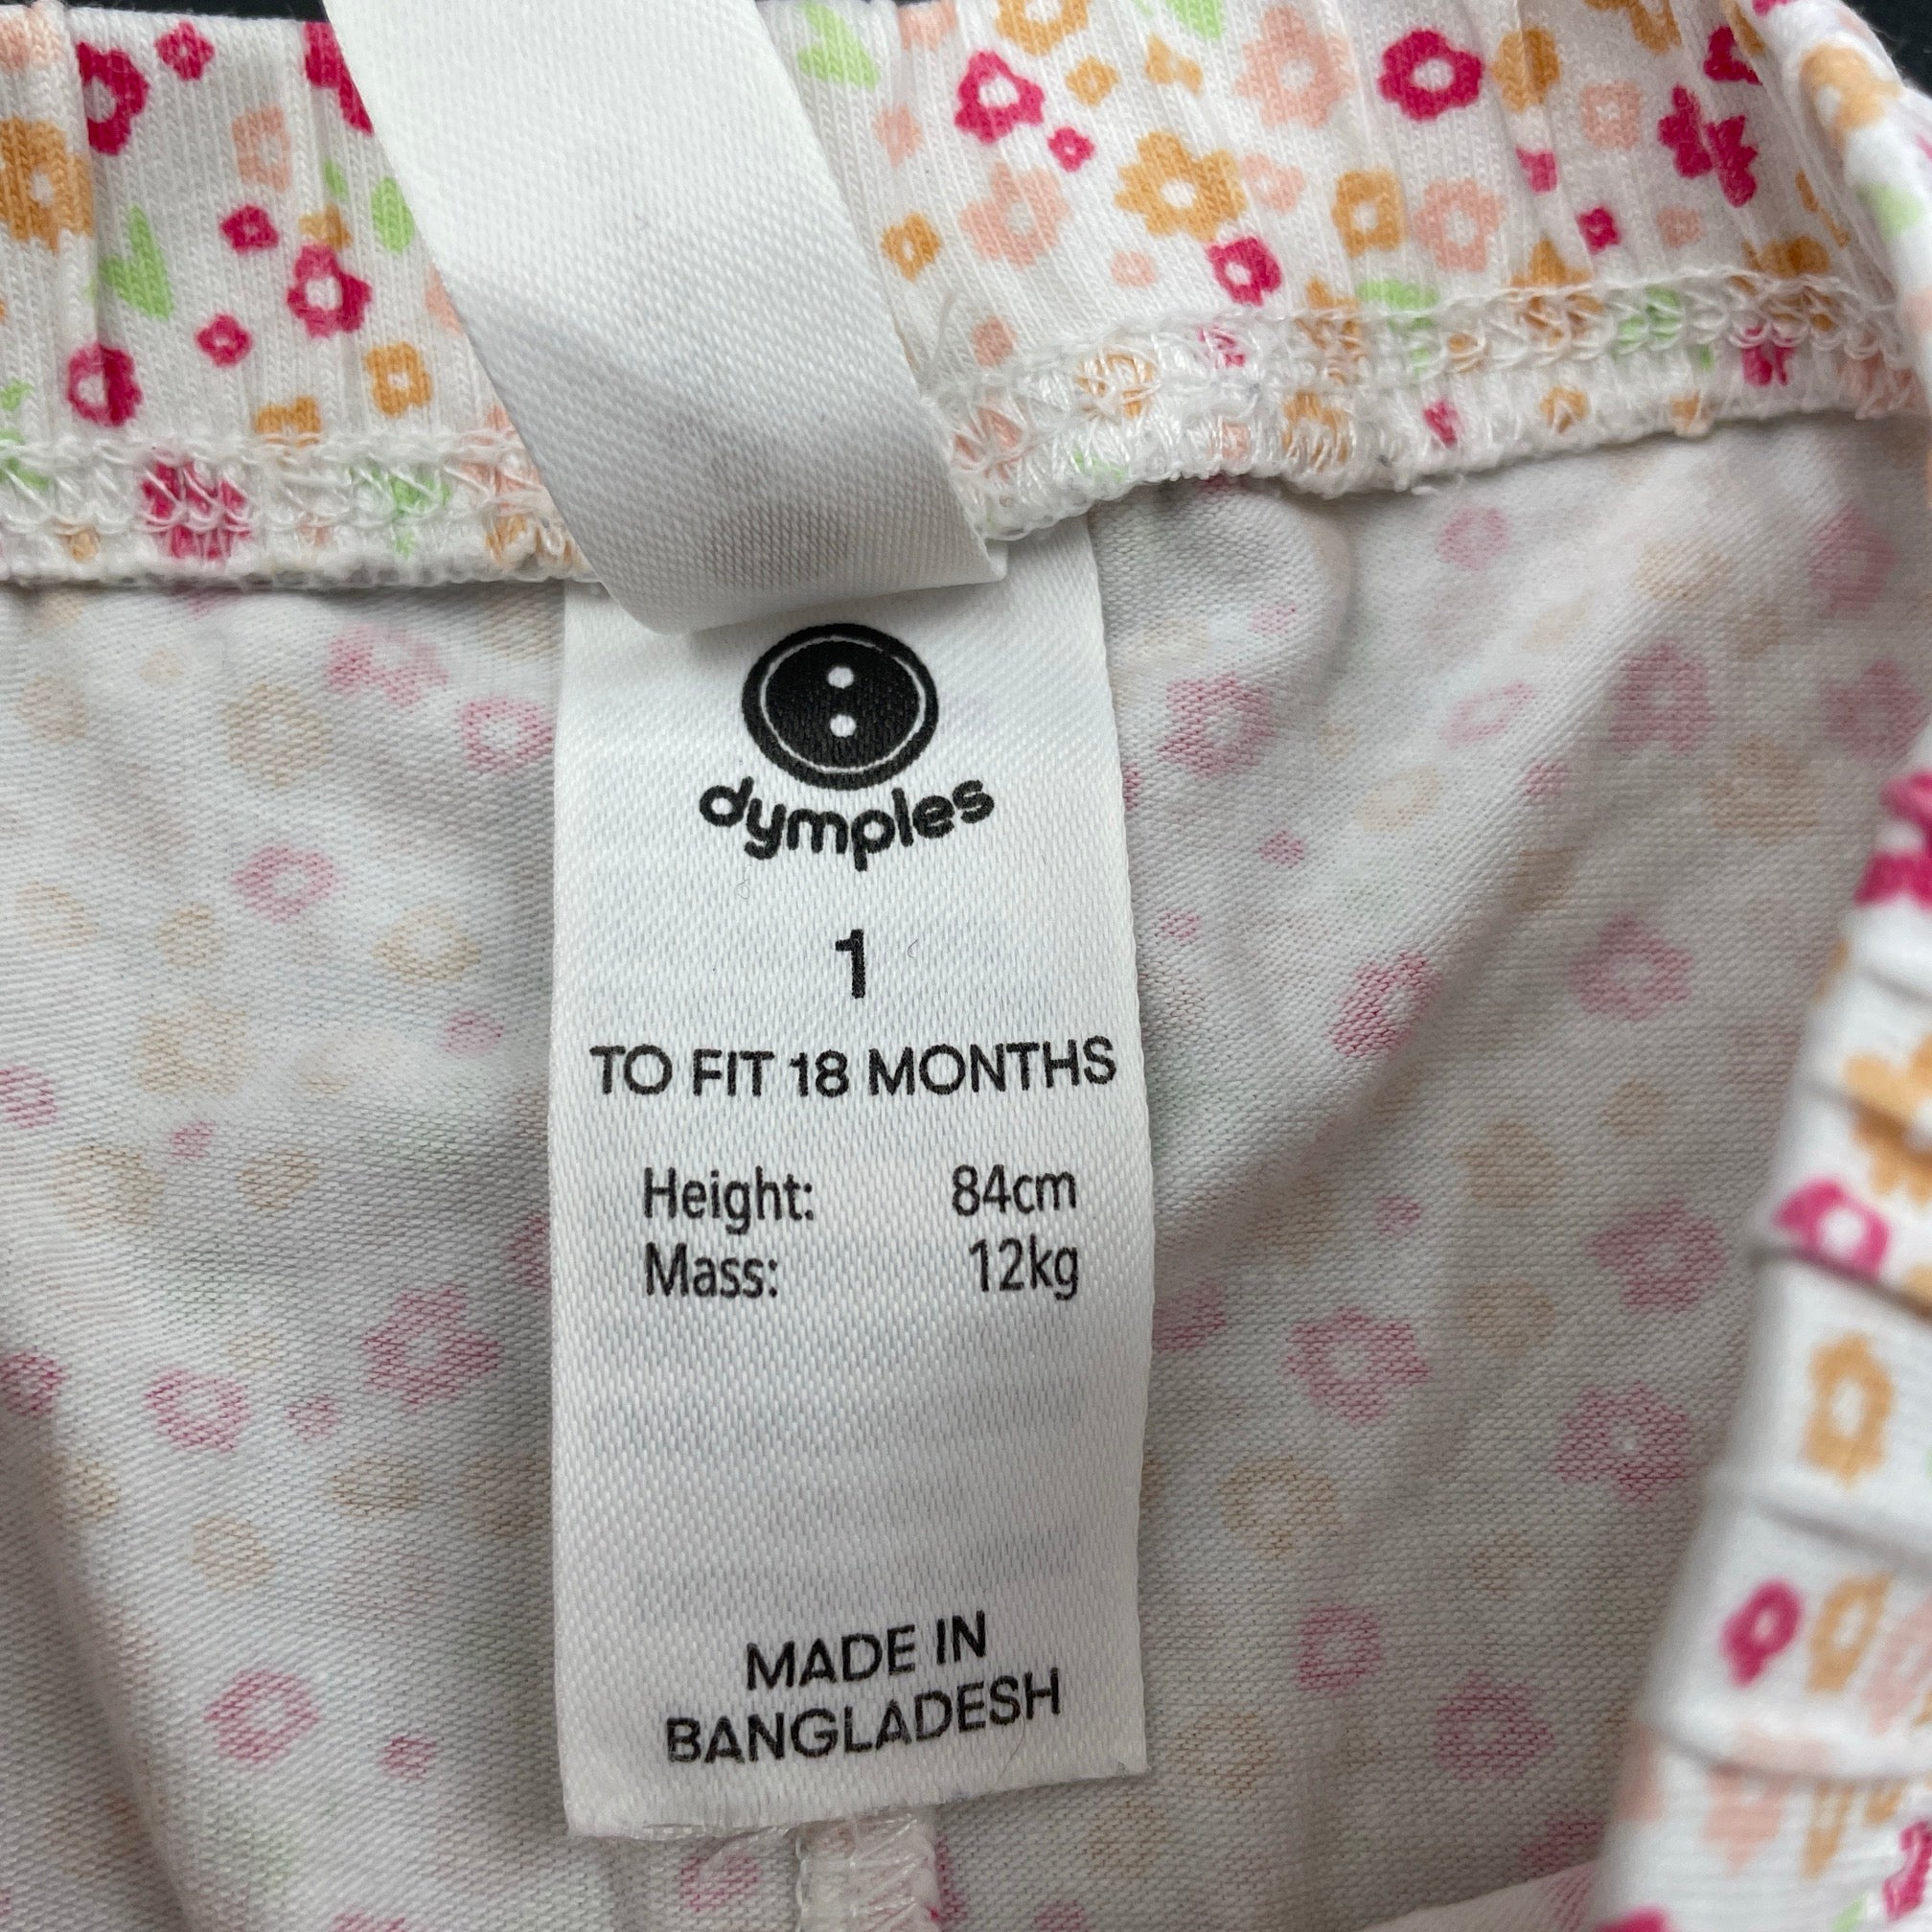 dymples
1
TO FIT 18 MONTHS
Height: 84cm
Mass: 12kg
MADE IN
BANGLADESH